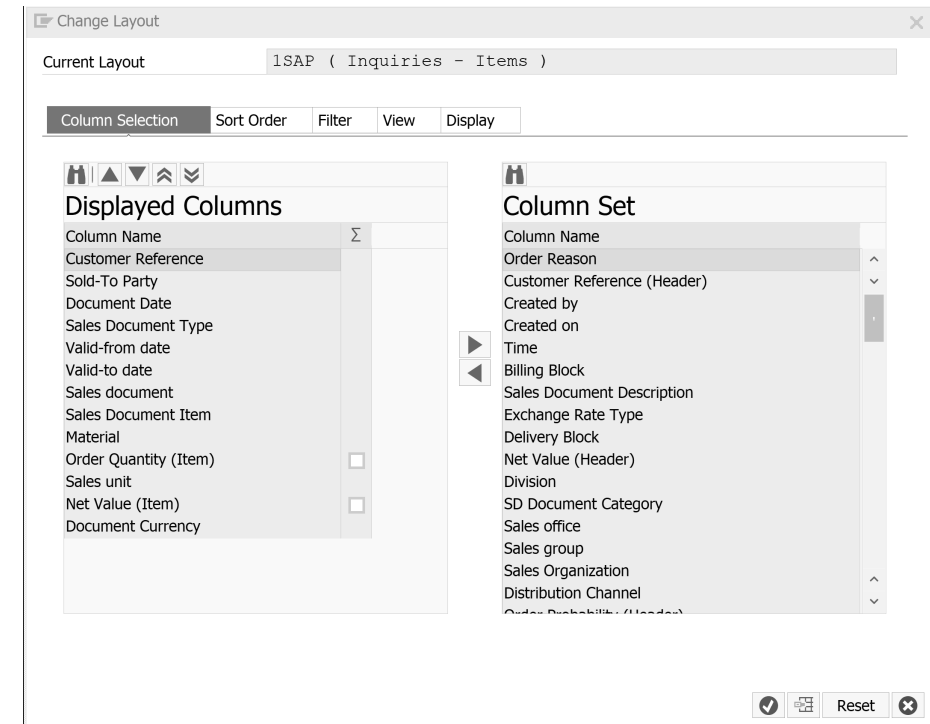 Change Layout
Current Layout 1SAP ( Inquiries - Items )
Column Selection Sort Order Filter View Display
Displayed Columns
Column Name Σ
Customer Reference
Sold-To Party
Document Date
Sales Document Type
Valid-from date
Valid-to date
Sales document
Sales Document Item
Material
Order Quantity (Item)
Sales unit
Net Value (Item)
Document Currency
Column Set
Column Name
Order Reason
Customer Reference (Header)
Created by
Created on
Time
Billing Block
Sales Document Description
Exchange Rate Type
Delivery Block
Net Value (Header)
Division
SD Document Category
Sales office
Sales group
Sales Organization
Distribution Channel
Order Probability (Header)
Reset